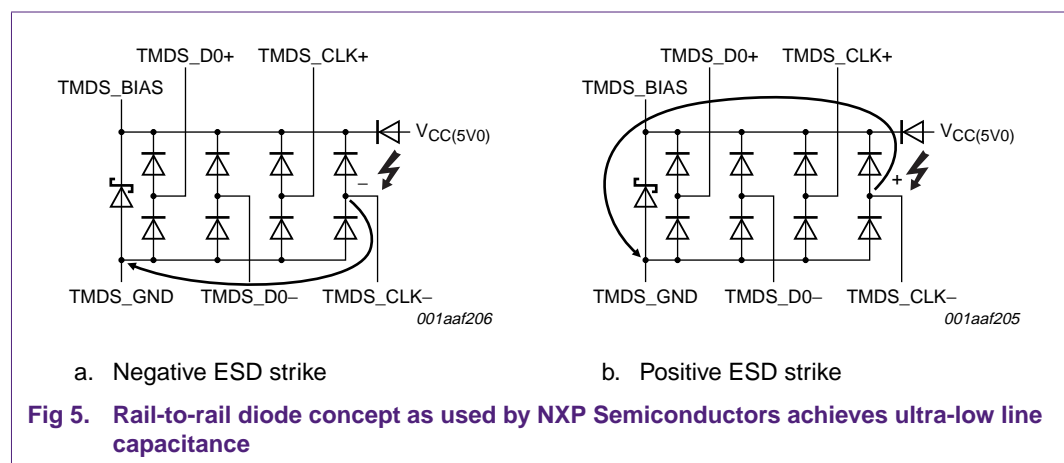 TMDS_D0+ TMDS_CLK+
TMDS_BIAS
VCC(5V0)
−
TMDS_GND TMDS_D0− TMDS_CLK−
001aaf206
a. Negative ESD strike
TMDS_D0+ TMDS_CLK+
TMDS_BIAS
VCC(5V0)
+
TMDS_GND TMDS_D0− TMDS_CLK−
001aaf205
b. Positive ESD strike
Fig 5. Rail-to-rail diode concept as used by NXP Semiconductors achieves ultra-low line
capacitance